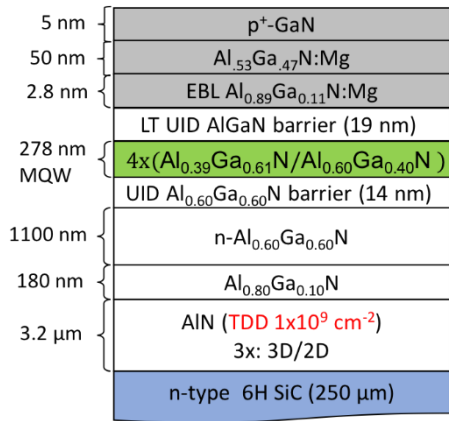 5 nm
p⁺-GaN
50 nm
Al.53Ga.47N:Mg
2.8 nm
EBL Al0.89Ga0.11N:Mg
LT UID AlGaN barrier (19 nm)
278 nm
MQW
4x(Al0.39Ga0.61N/Al0.60Ga0.40N )
UID Al0.60Ga0.60N barrier (14 nm)
1100 nm
n-Al0.60Ga0.60N
180 nm
Al0.80Ga0.10N
3.2 µm
AlN (TDD 1x10⁹ cm⁻²)
3x: 3D/2D
n-type 6H SiC (250 µm)